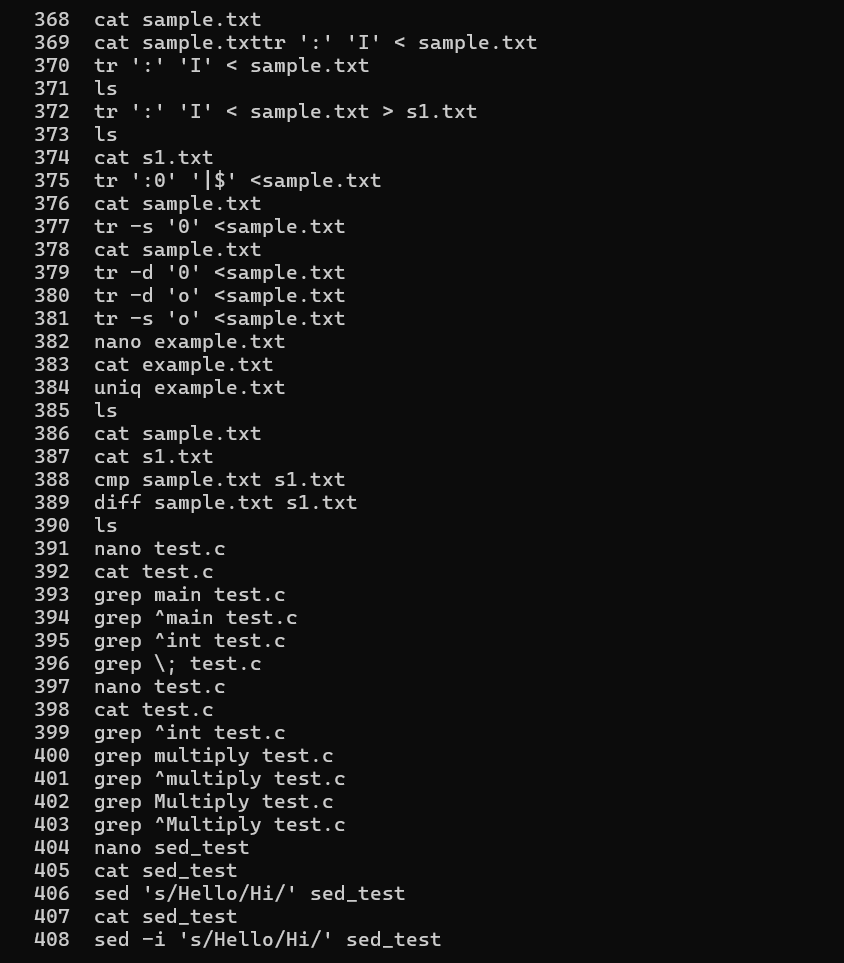 368 cat sample.txt
369 cat sample.txttr ':' 'I' < sample.txt
370 tr ':' 'I' < sample.txt
371 ls
372 tr ':' 'I' < sample.txt > s1.txt
373 ls
374 cat s1.txt
375 tr ':0' '|$' <sample.txt
376 cat sample.txt
377 tr -s '0' <sample.txt
378 cat sample.txt
379 tr -d '0' <sample.txt
380 tr -d 'o' <sample.txt
381 tr -s 'o' <sample.txt
382 nano example.txt
383 cat example.txt
384 uniq example.txt
385 ls
386 cat sample.txt
387 cat s1.txt
388 cmp sample.txt s1.txt
389 diff sample.txt s1.txt
390 ls
391 nano test.c
392 cat test.c
393 grep main test.c
394 grep ^main test.c
395 grep ^int test.c
396 grep \; test.c
397 nano test.c
398 cat test.c
399 grep ^int test.c
400 grep multiply test.c
401 grep ^multiply test.c
402 grep Multiply test.c
403 grep ^Multiply test.c
404 nano sed_test
405 cat sed_test
406 sed 's/Hello/Hi/' sed_test
407 cat sed_test
408 sed -i 's/Hello/Hi/' sed_test